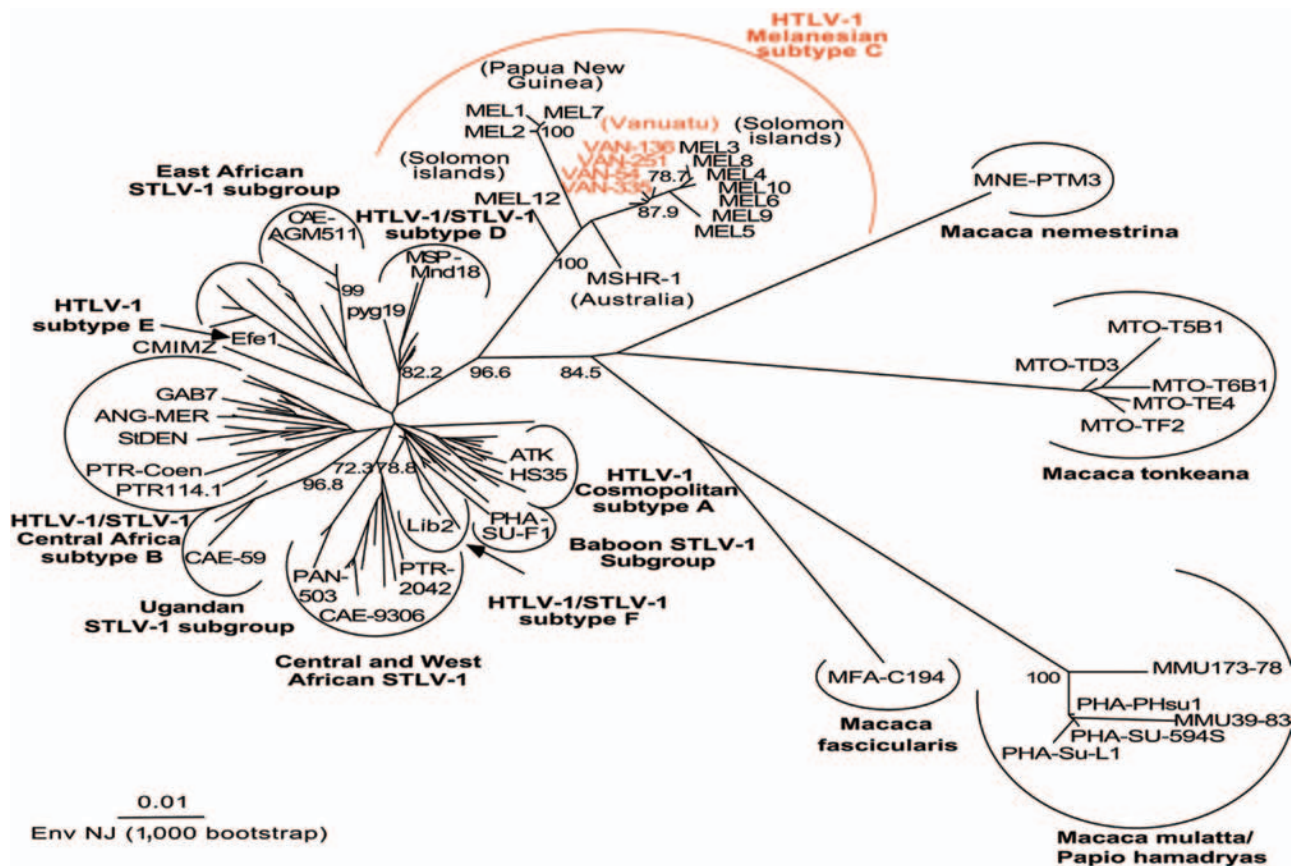 HTLV-1
Melanesian
subtype C
(Papua New
Guinea)
MEL1
MEL7
MEL2
100
(Vanuatu)
(Solomon
islands)
VAN-136
VAN-251
VAN-54
VAN-335
MEL3
MEL8
MEL4
MEL10
MEL6
MEL9
MEL5
78.7
87.9
(Solomon
islands)
MEL12
100
MSHR-1
(Australia)
MNE-PTM3
Macaca nemestrina
East African
STLV-1 subgroup
CAE-
AGM511
99
HTLV-1/STLV-1
subtype D
MSP-
Mnd18
pyg19
82.2
96.6
84.5
HTLV-1
subtype E
Efe1
CMIMZ
MTO-T5B1
MTO-TD3
MTO-T6B1
MTO-TE4
MTO-TF2
Macaca tonkeana
GAB7
ANG-MER
StDEN
PTR-Coen
PTR114.1
HTLV-1/STLV-1
Central Africa
subtype B
96.8
72.3
78.8
ATK
HS35
HTLV-1
Cosmopolitan
subtype A
PHA-
SU-F1
Baboon STLV-1
Subgroup
Lib2
HTLV-1/STLV-1
subtype F
CAE-59
Ugandan
STLV-1 subgroup
PAN-
503
PTR-
2042
CAE-9306
Central and West
African STLV-1
MFA-C194
Macaca
fascicularis
100
MMU173-78
PHA-PHsu1
MMU39-83
PHA-SU-594S
PHA-Su-L1
Macaca mulatta/
Papio hamadryas
0.01
Env NJ (1,000 bootstrap)